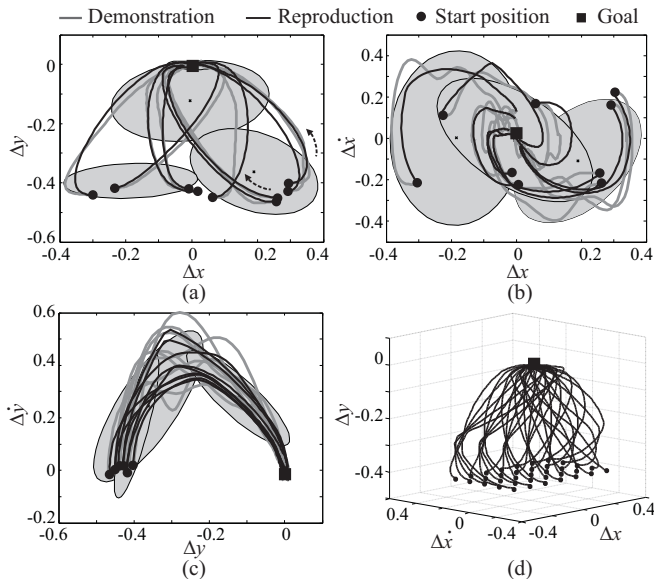 Demonstration Reproduction Start position Goal
0
-0.2
-0.4
-0.6
Δy
-0.4 -0.2 0 0.2 0.4
Δx
(a)
0.4
0.2
0
-0.2
-0.4
Δẋ
-0.4 -0.2 0 0.2 0.4
Δx
(b)
0.6
0.4
0.2
0
-0.2
Δẏ
-0.6 -0.4 -0.2 0
Δy
(c)
0
-0.2
-0.4
Δy
0.4 0 -0.4
Δẋ
-0.4 0 0.4
Δx
(d)